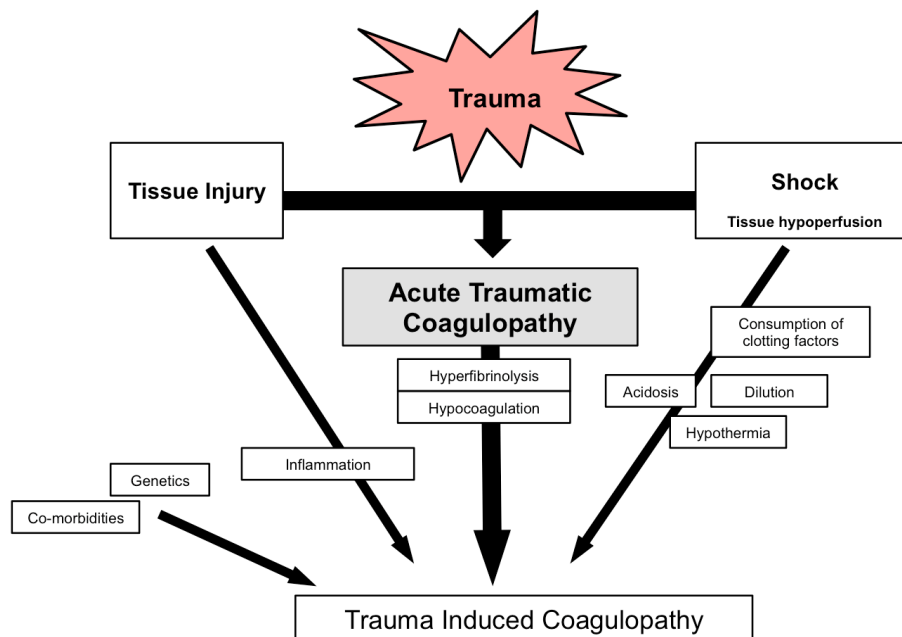 Trauma
Tissue Injury
Shock
Tissue hypoperfusion
Acute Traumatic
Coagulopathy
Hyperfibrinolysis
Hypocoagulation
Consumption of
clotting factors
Acidosis
Dilution
Hypothermia
Inflammation
Genetics
Co-morbidities
Trauma Induced Coagulopathy